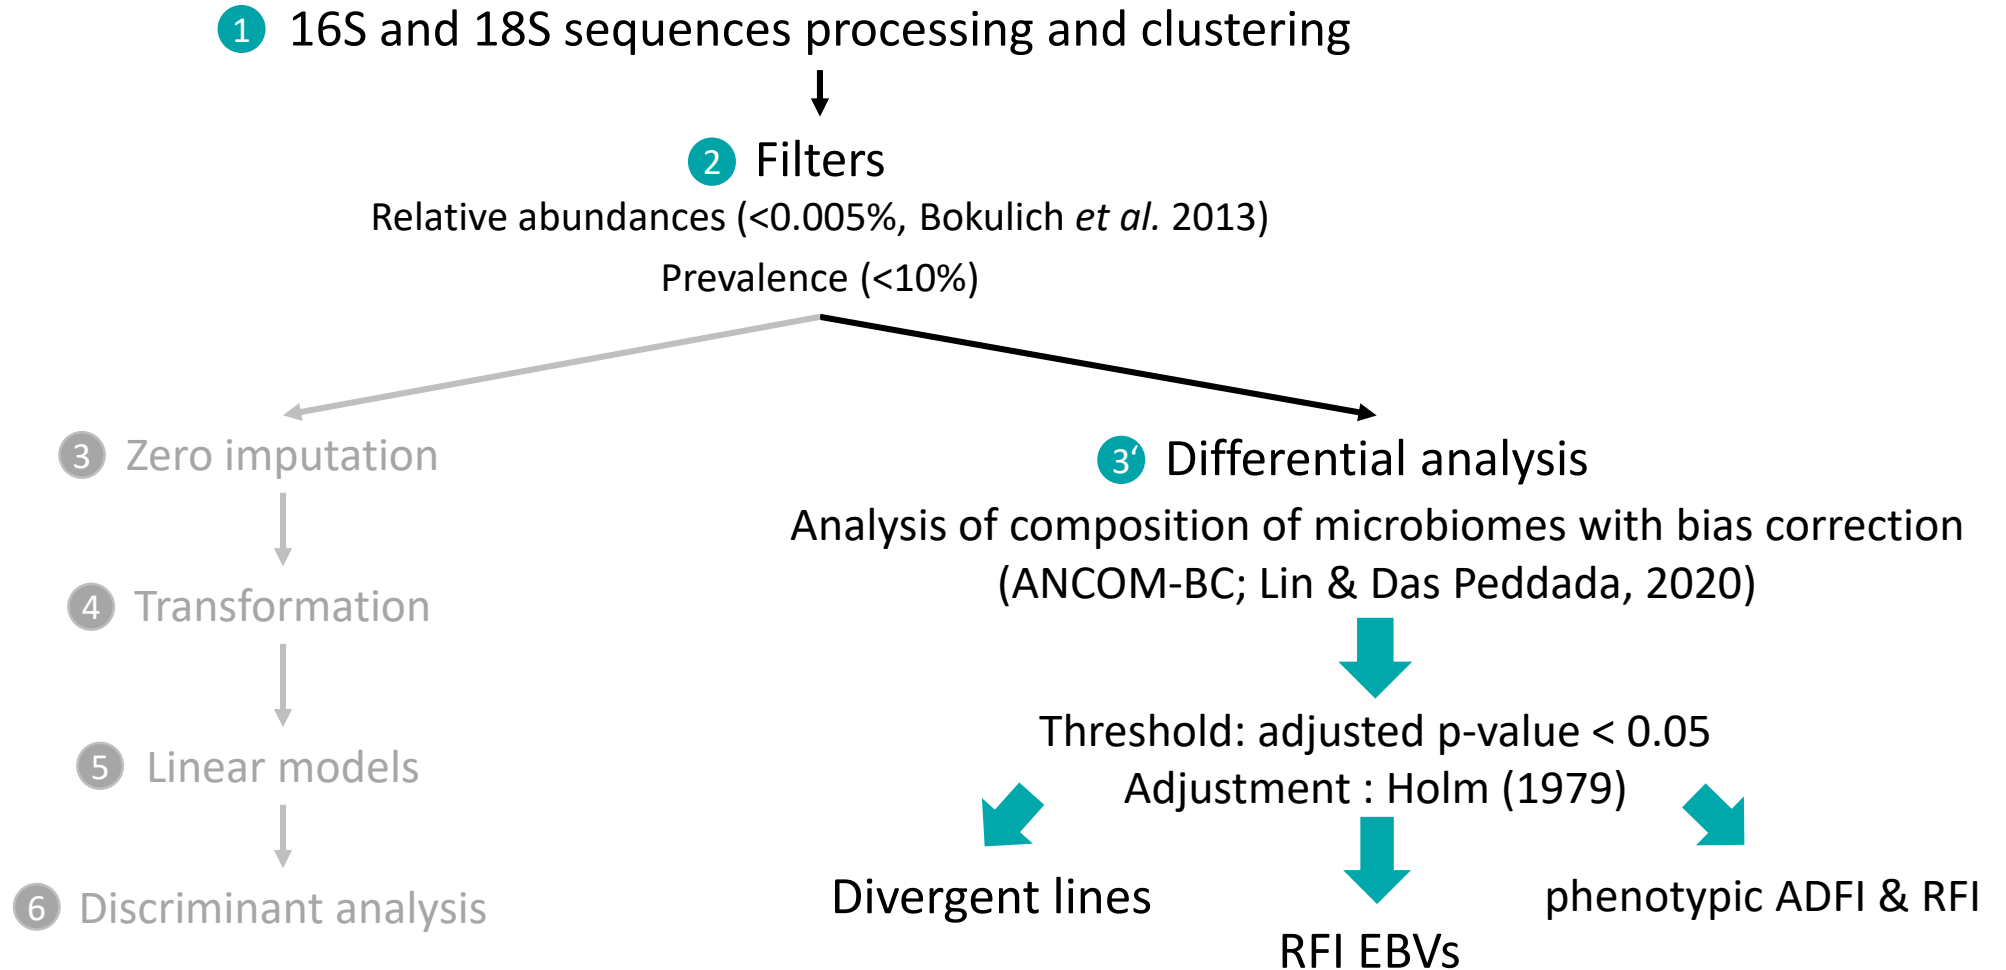 1 16S and 18S sequences processing and clustering
2 Filters
Relative abundances (<0.005%, Bokulich et al. 2013)
Prevalence (<10%)
3 Zero imputation
4 Transformation
5 Linear models
6 Discriminant analysis
3‘ Differential analysis
Analysis of composition of microbiomes with bias correction
(ANCOM-BC; Lin & Das Peddada, 2020)
Threshold: adjusted p-value < 0.05
Adjustment : Holm (1979)
Divergent lines
RFI EBVs
phenotypic ADFI & RFI